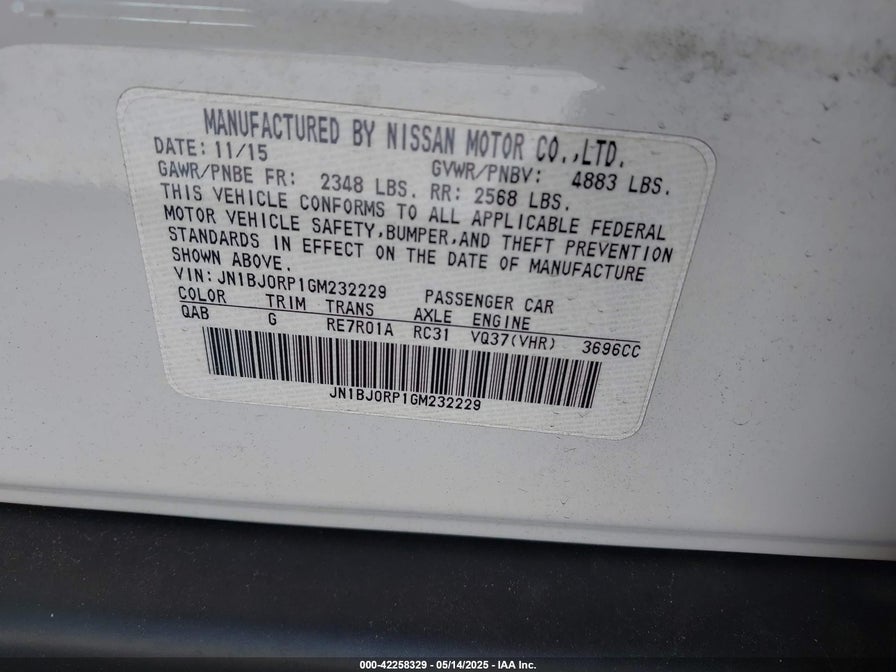 MANUFACTURED BY NISSAN MOTOR CO.,LTD.
DATE: 11/15 GVWR/PNBV: 4883 LBS.
GAWR/PNBE FR: 2348 LBS. RR: 2568 LBS.
THIS VEHICLE CONFORMS TO ALL APPLICABLE FEDERAL
MOTOR VEHICLE SAFETY,BUMPER,AND THEFT PREVENTION
STANDARDS IN EFFECT ON THE DATE OF MANUFACTURE
SHOWN ABOVE.
VIN: JN1BJ0RP1GM232229 PASSENGER CAR
COLOR TRIM TRANS AXLE ENGINE
QAB G RE7R01A RC31 VQ37(VHR) 3696CC
JN1BJ0RP1GM232229
000-42258329 - 05/14/2025 - IAA Inc.